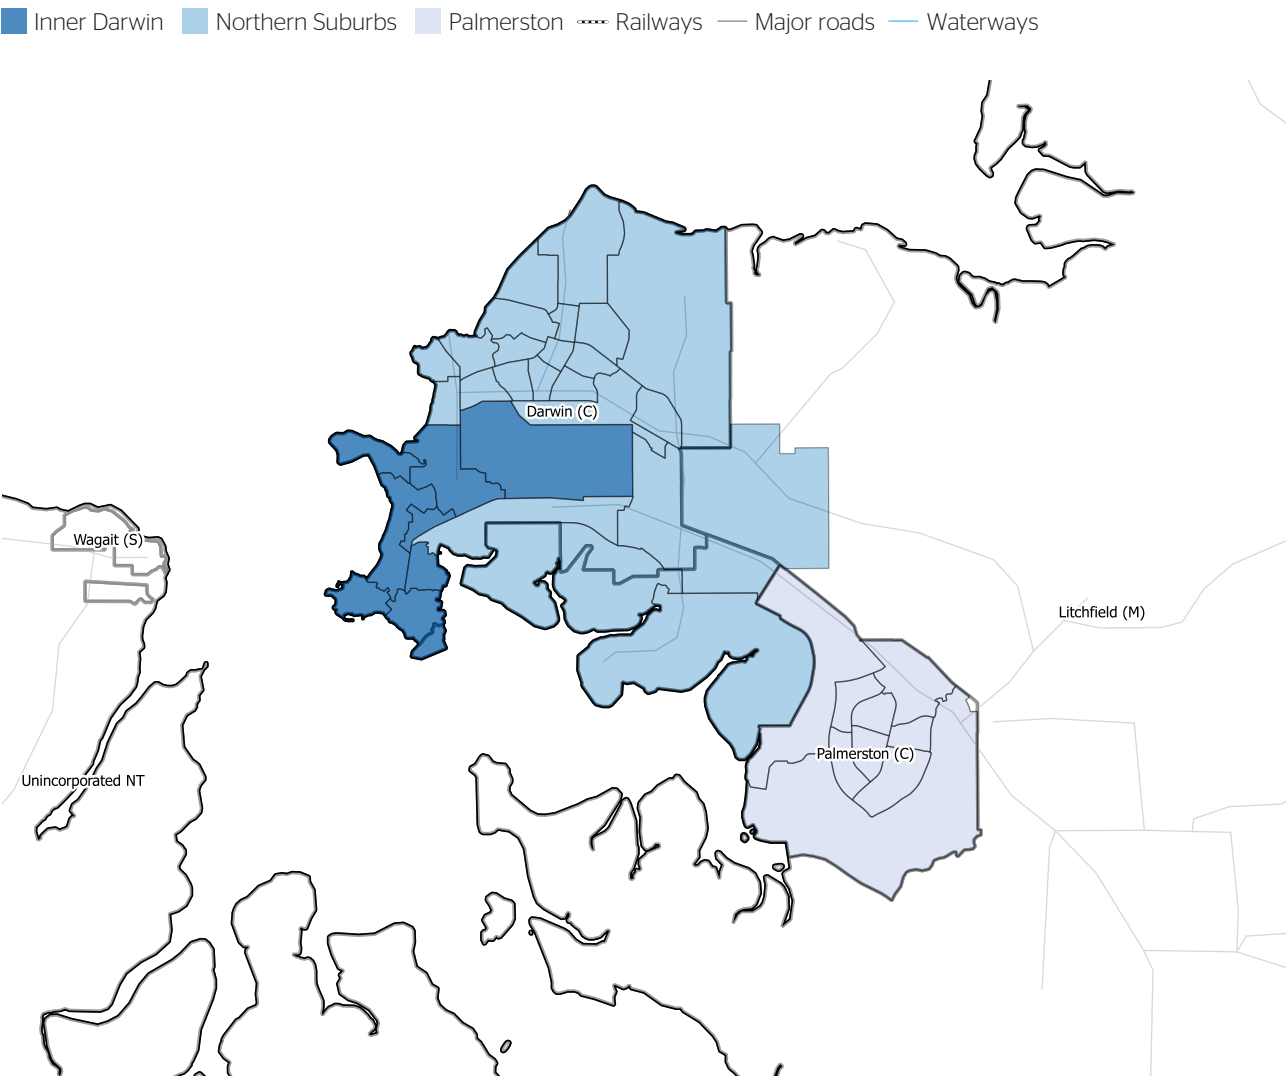 Inner Darwin Northern Suburbs Palmerston Railways Major roads Waterways
Darwin (C)
Wagait (S)
Litchfield (M)
Palmerston (C)
Unincorporated NT